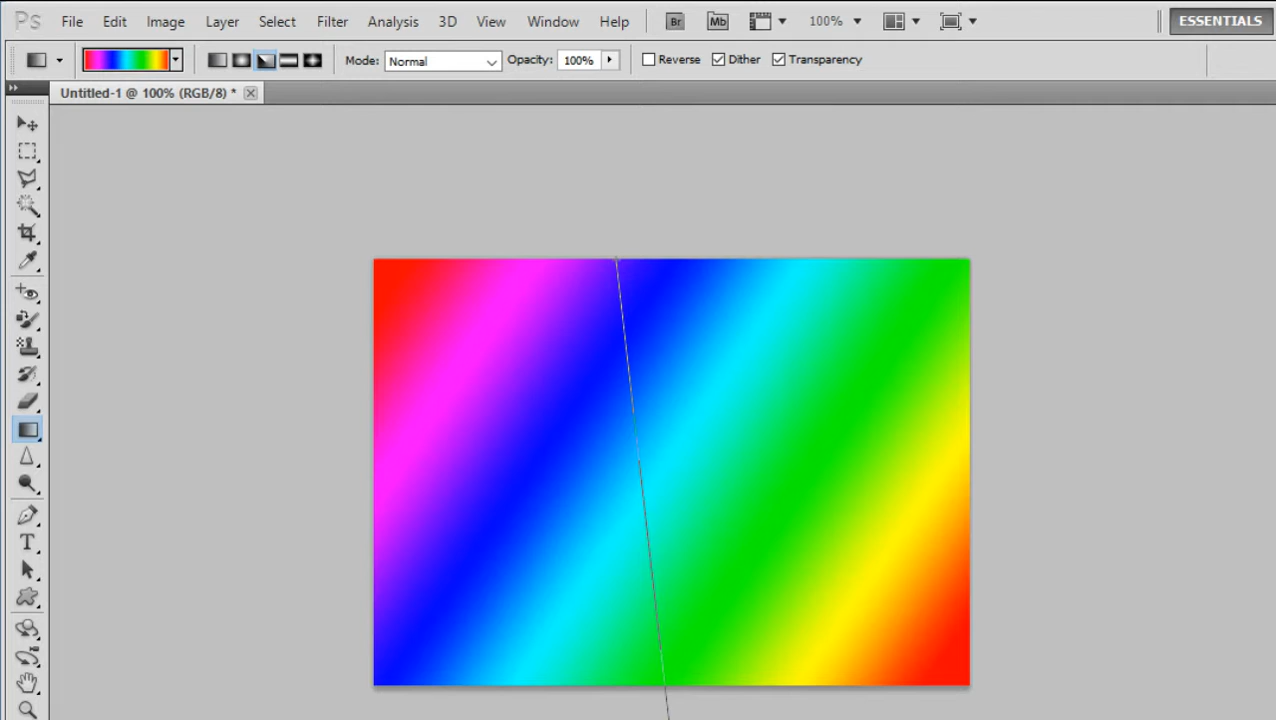 Ps File Edit Image Layer Select Filter Analysis 3D View Window Help Br Mb 100% ESSENTIALS
Mode: Normal Opacity: 100% Reverse Dither Transparency
Untitled-1 @ 100% (RGB/8) *
T